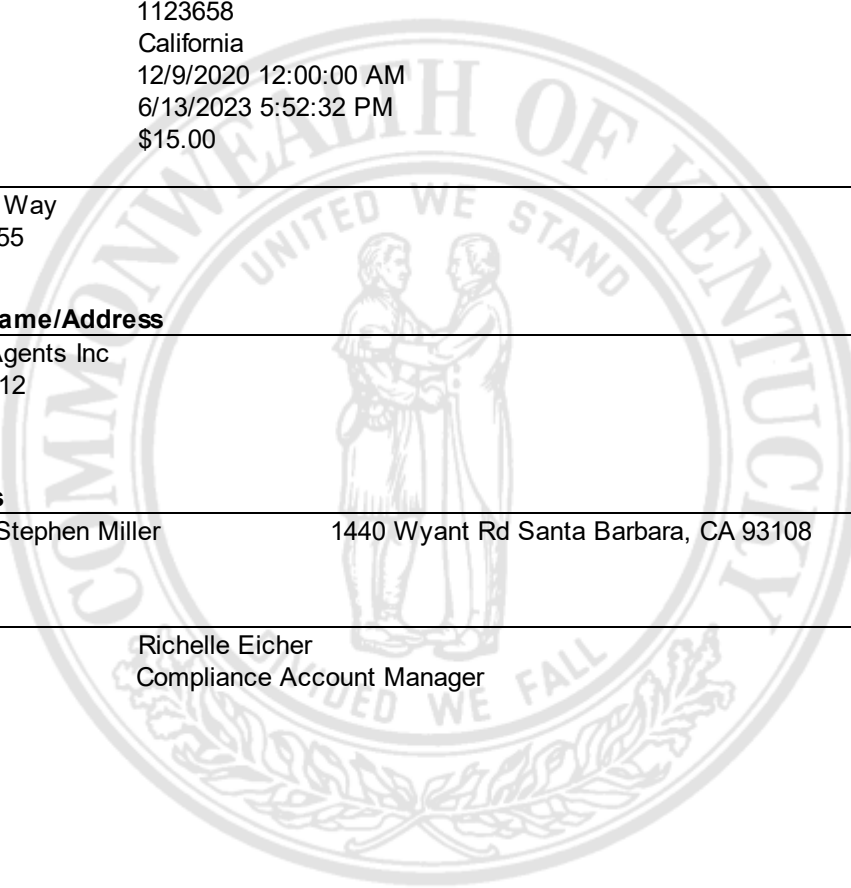 1123658
California
12/9/2020 12:00:00 AM
6/13/2023 5:52:32 PM
$15.00
Way
55
ame/Address
Agents Inc
12
s
Stephen Miller 1440 Wyant Rd Santa Barbara, CA 93108
Richelle Eicher
Compliance Account Manager
COMMONWEALTH OF KENTUCKY
UNITED WE STAND
DIVIDED WE FALL